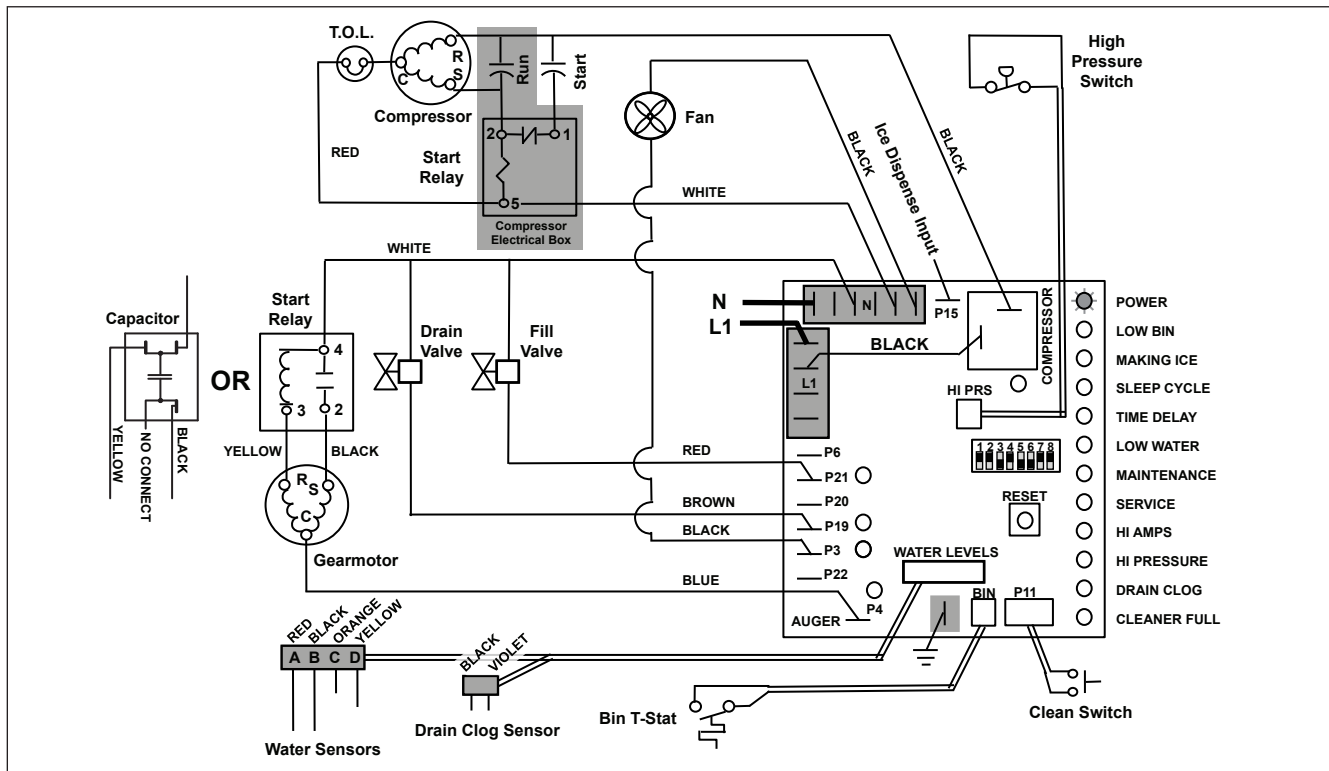 T.O.L.
R
S
C
Run
Start
High
Pressure
Switch
Compressor
Fan
2
1
RED
Start
Relay
BLACK
Ice Dispense Input
BLACK
WHITE
5
Compressor
Electrical Box
WHITE
Capacitor
Start
Relay
4
3
2
OR
YELLOW
NO CONNECT
BLACK
YELLOW
BLACK
R
S
C
Gearmotor
Drain
Valve
Fill
Valve
N
L1
N
P15
COMPRESSOR
BLACK
L1
HI PRS
POWER
LOW BIN
MAKING ICE
SLEEP CYCLE
TIME DELAY
LOW WATER
MAINTENANCE
SERVICE
HI AMPS
HI PRESSURE
DRAIN CLOG
CLEANER FULL
1 2 3 4 5 6 7 8
RESET
P6
RED
P21
P20
BROWN
P19
BLACK
P3
P22
BLUE
P4
AUGER
WATER LEVELS
BIN
P11
RED
BLACK
ORANGE
YELLOW
A B C D
Water Sensors
BLACK
VIOLET
Drain Clog Sensor
Bin T-Stat
Clean Switch